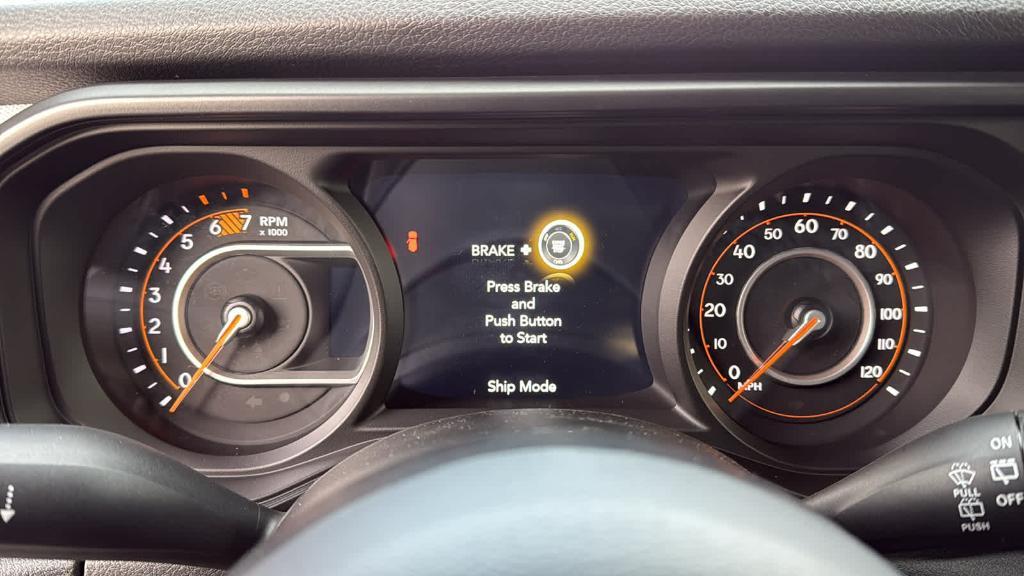 6 7
RPM
x 1000
5
4
3
2
1
0
BRAKE +
Press Brake
and
Push Button
to Start
Ship Mode
0
10
20
30
40
50
60
70
80
90
100
110
120
MPH
ON
OFF
PULL
PUSH